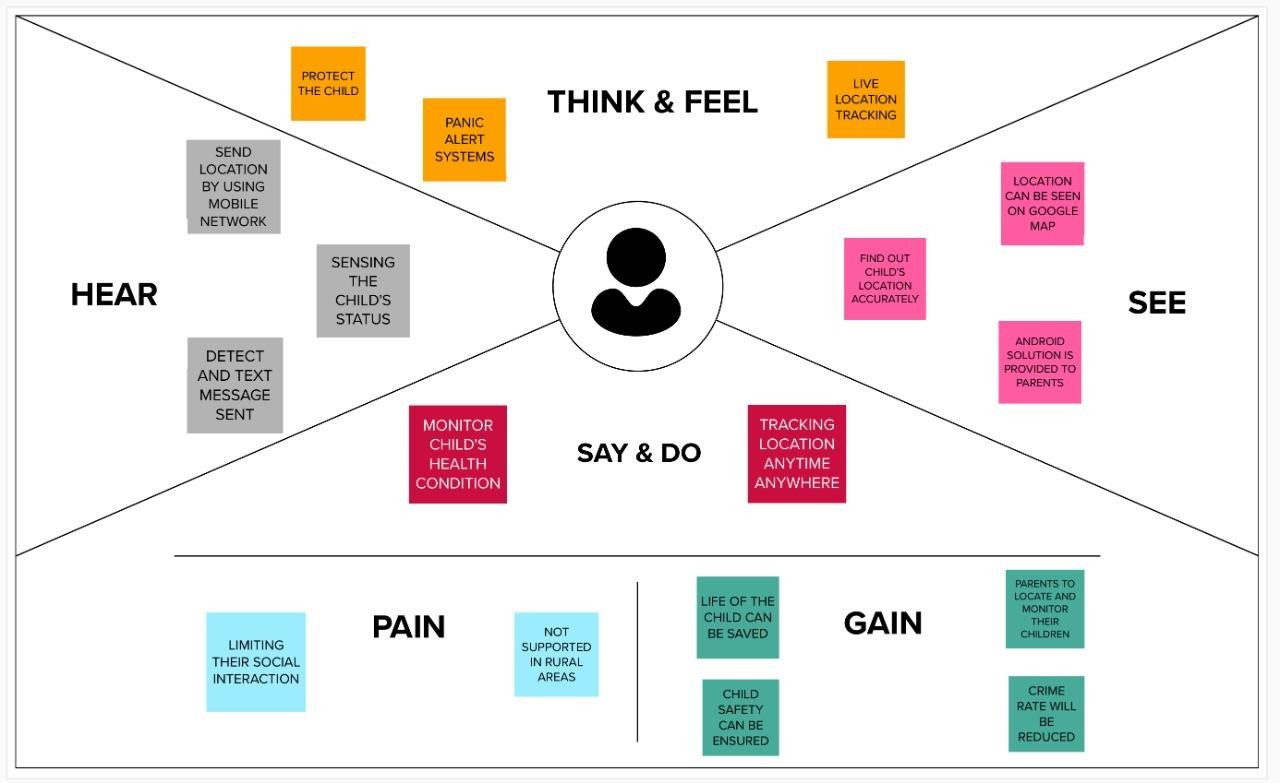 THINK & FEEL
PROTECT
THE CHILD
PANIC
ALERT
SYSTEMS
LIVE
LOCATION
TRACKING
HEAR
SEND
LOCATION
BY USING
MOBILE
NETWORK
SENSING
THE
CHILD'S
STATUS
DETECT
AND TEXT
MESSAGE
SENT
SEE
LOCATION
CAN BE SEEN
ON GOOGLE
MAP
FIND OUT
CHILD'S
LOCATION
ACCURATELY
ANDROID
SOLUTION IS
PROVIDED TO
PARENTS
SAY & DO
MONITOR
CHILD'S
HEALTH
CONDITION
TRACKING
LOCATION
ANYTIME
ANYWHERE
PAIN
LIMITING
THEIR SOCIAL
INTERACTION
NOT
SUPPORTED
IN RURAL
AREAS
GAIN
LIFE OF THE
CHILD CAN
BE SAVED
PARENTS TO
LOCATE AND
MONITOR
THEIR
CHILDREN
CHILD
SAFETY
CAN BE
ENSURED
CRIME
RATE WILL
BE
REDUCED